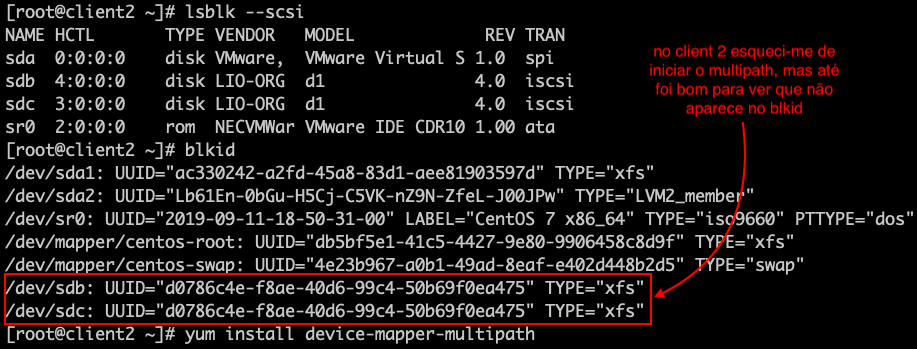 [root@client2 ~]# lsblk --scsi
NAME HCTL       TYPE VENDOR   MODEL             REV TRAN
sda  0:0:0:0    disk VMware,  VMware Virtual S 1.0  spi
sdb  4:0:0:0    disk LIO-ORG  d1               4.0  iscsi
sdc  3:0:0:0    disk LIO-ORG  d1               4.0  iscsi
sr0  2:0:0:0    rom  NECVMWar VMware IDE CDR10 1.00 ata
no client 2 esqueci-me de
iniciar o multipath, mas até
foi bom para ver que não
aparece no blkid
[root@client2 ~]# blkid
/dev/sda1: UUID="ac330242-a2fd-45a8-83d1-aee81903597d" TYPE="xfs"
/dev/sda2: UUID="Lb61En-0bGu-H5Cj-C5VK-nZ9N-ZfeL-J00JPw" TYPE="LVM2_member"
/dev/sr0: UUID="2019-09-11-18-50-31-00" LABEL="CentOS 7 x86_64" TYPE="iso9660" PTTYPE="dos"
/dev/mapper/centos-root: UUID="db5bf5e1-41c5-4427-9e80-9906458c8d9f" TYPE="xfs"
/dev/mapper/centos-swap: UUID="4e23b967-a0b1-49ad-8eaf-e402d448b2d5" TYPE="swap"
/dev/sdb: UUID="d0786c4e-f8ae-40d6-99c4-50b69f0ea475" TYPE="xfs"
/dev/sdc: UUID="d0786c4e-f8ae-40d6-99c4-50b69f0ea475" TYPE="xfs"
[root@client2 ~]# yum install device-mapper-multipath